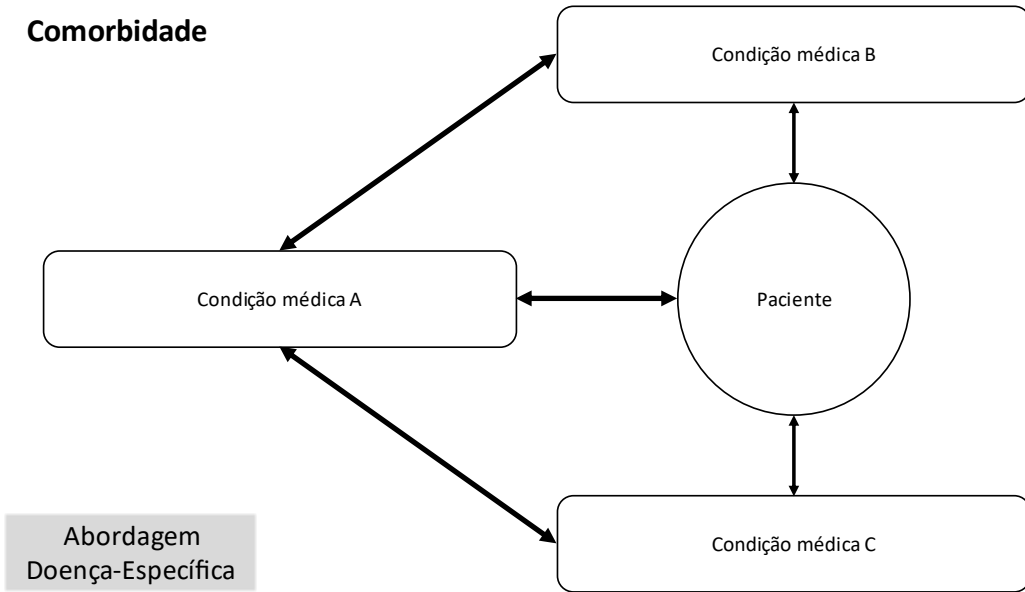 Comorbidade
Condição médica B
Condição médica A
Paciente
Condição médica C
Abordagem
Doença-Específica